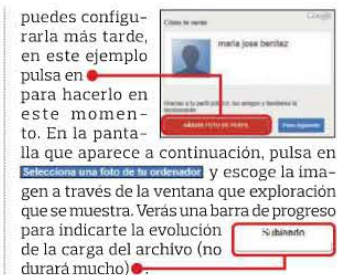 puedes configu-
rarla más tarde,
en este ejemplo
pulsa en
para hacerlo en
este momen-
to. En la panta-
Google
Cómo te verán
maria jose benitez
AÑADIR FOTO DE PERFIL
lla que aparece a continuación, pulsa en
Selecciona una foto de tu ordenador y escoge la ima-
gen a través de la ventana que exploración
que se muestra. Verás una barra de progreso
para indicarte la evolución
de la carga del archivo (no
durará mucho) .
Subiendo